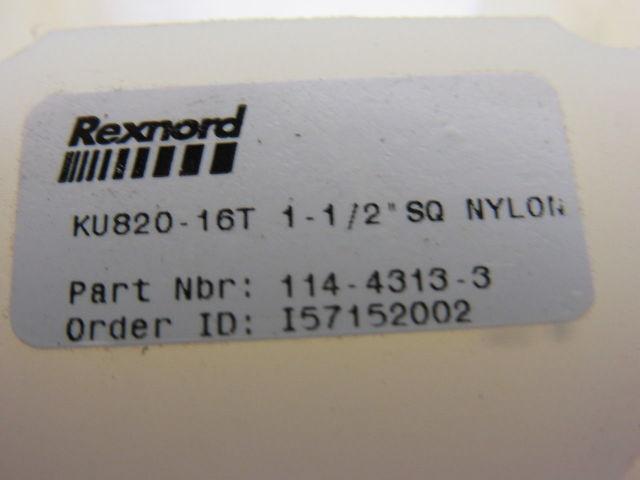 Rexnord
KU820-16T 1-1/2" SQ NYLON
Part Nbr: 114-4313-3
Order ID: I57152002